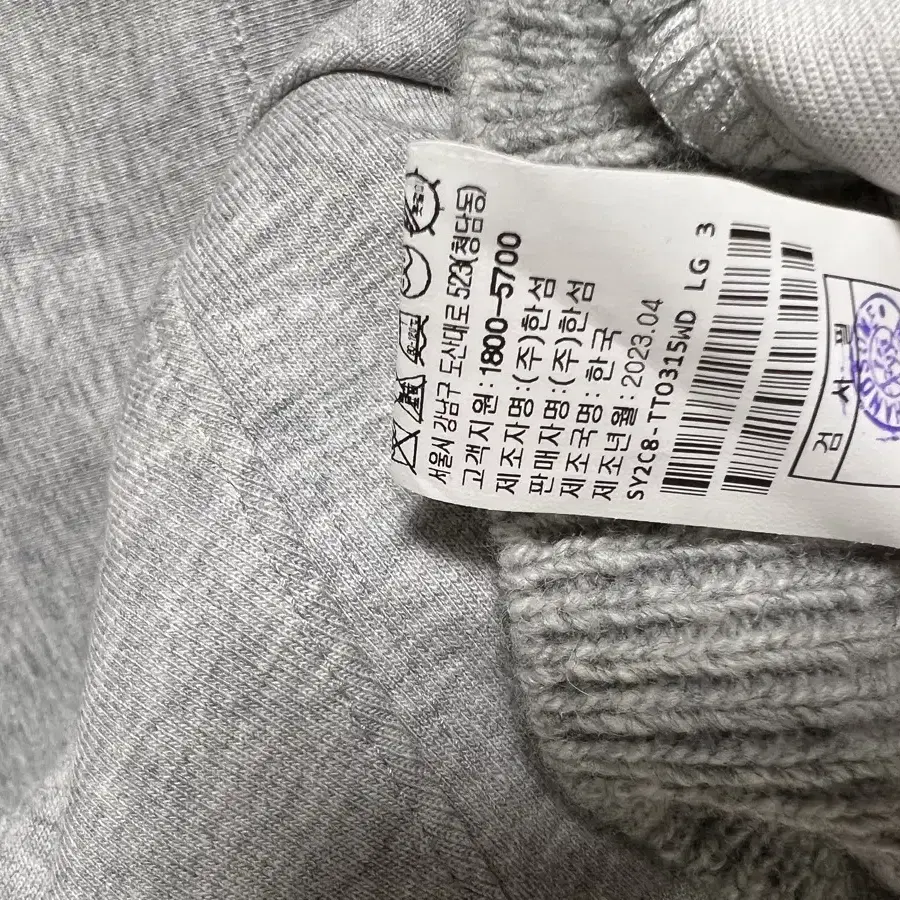 서울시 강남구 도산대로 523(청담동)
고객지원 : 1800-5700
제조자명 : (주)한섬
판매자명 : (주)한섬
제조국명 : 한국
제조년월 : 2023.04
SY2C8-TTO315WD LG 3
검 사 필